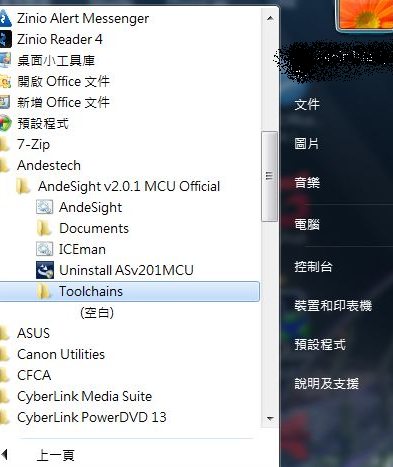 Zinio Alert Messenger
Zinio Reader 4
桌面小工具庫
開啟 Office 文件
新增 Office 文件
預設程式
7-Zip
Andestech
AndeSight v2.0.1 MCU Official
AndeSight
Documents
ICEman
Uninstall ASv201MCU
Toolchains
(空白)
ASUS
Canon Utilities
CFCA
CyberLink Media Suite
CyberLink PowerDVD 13
上一頁
文件
圖片
音樂
電腦
控制台
裝置和印表機
預設程式
說明及支援